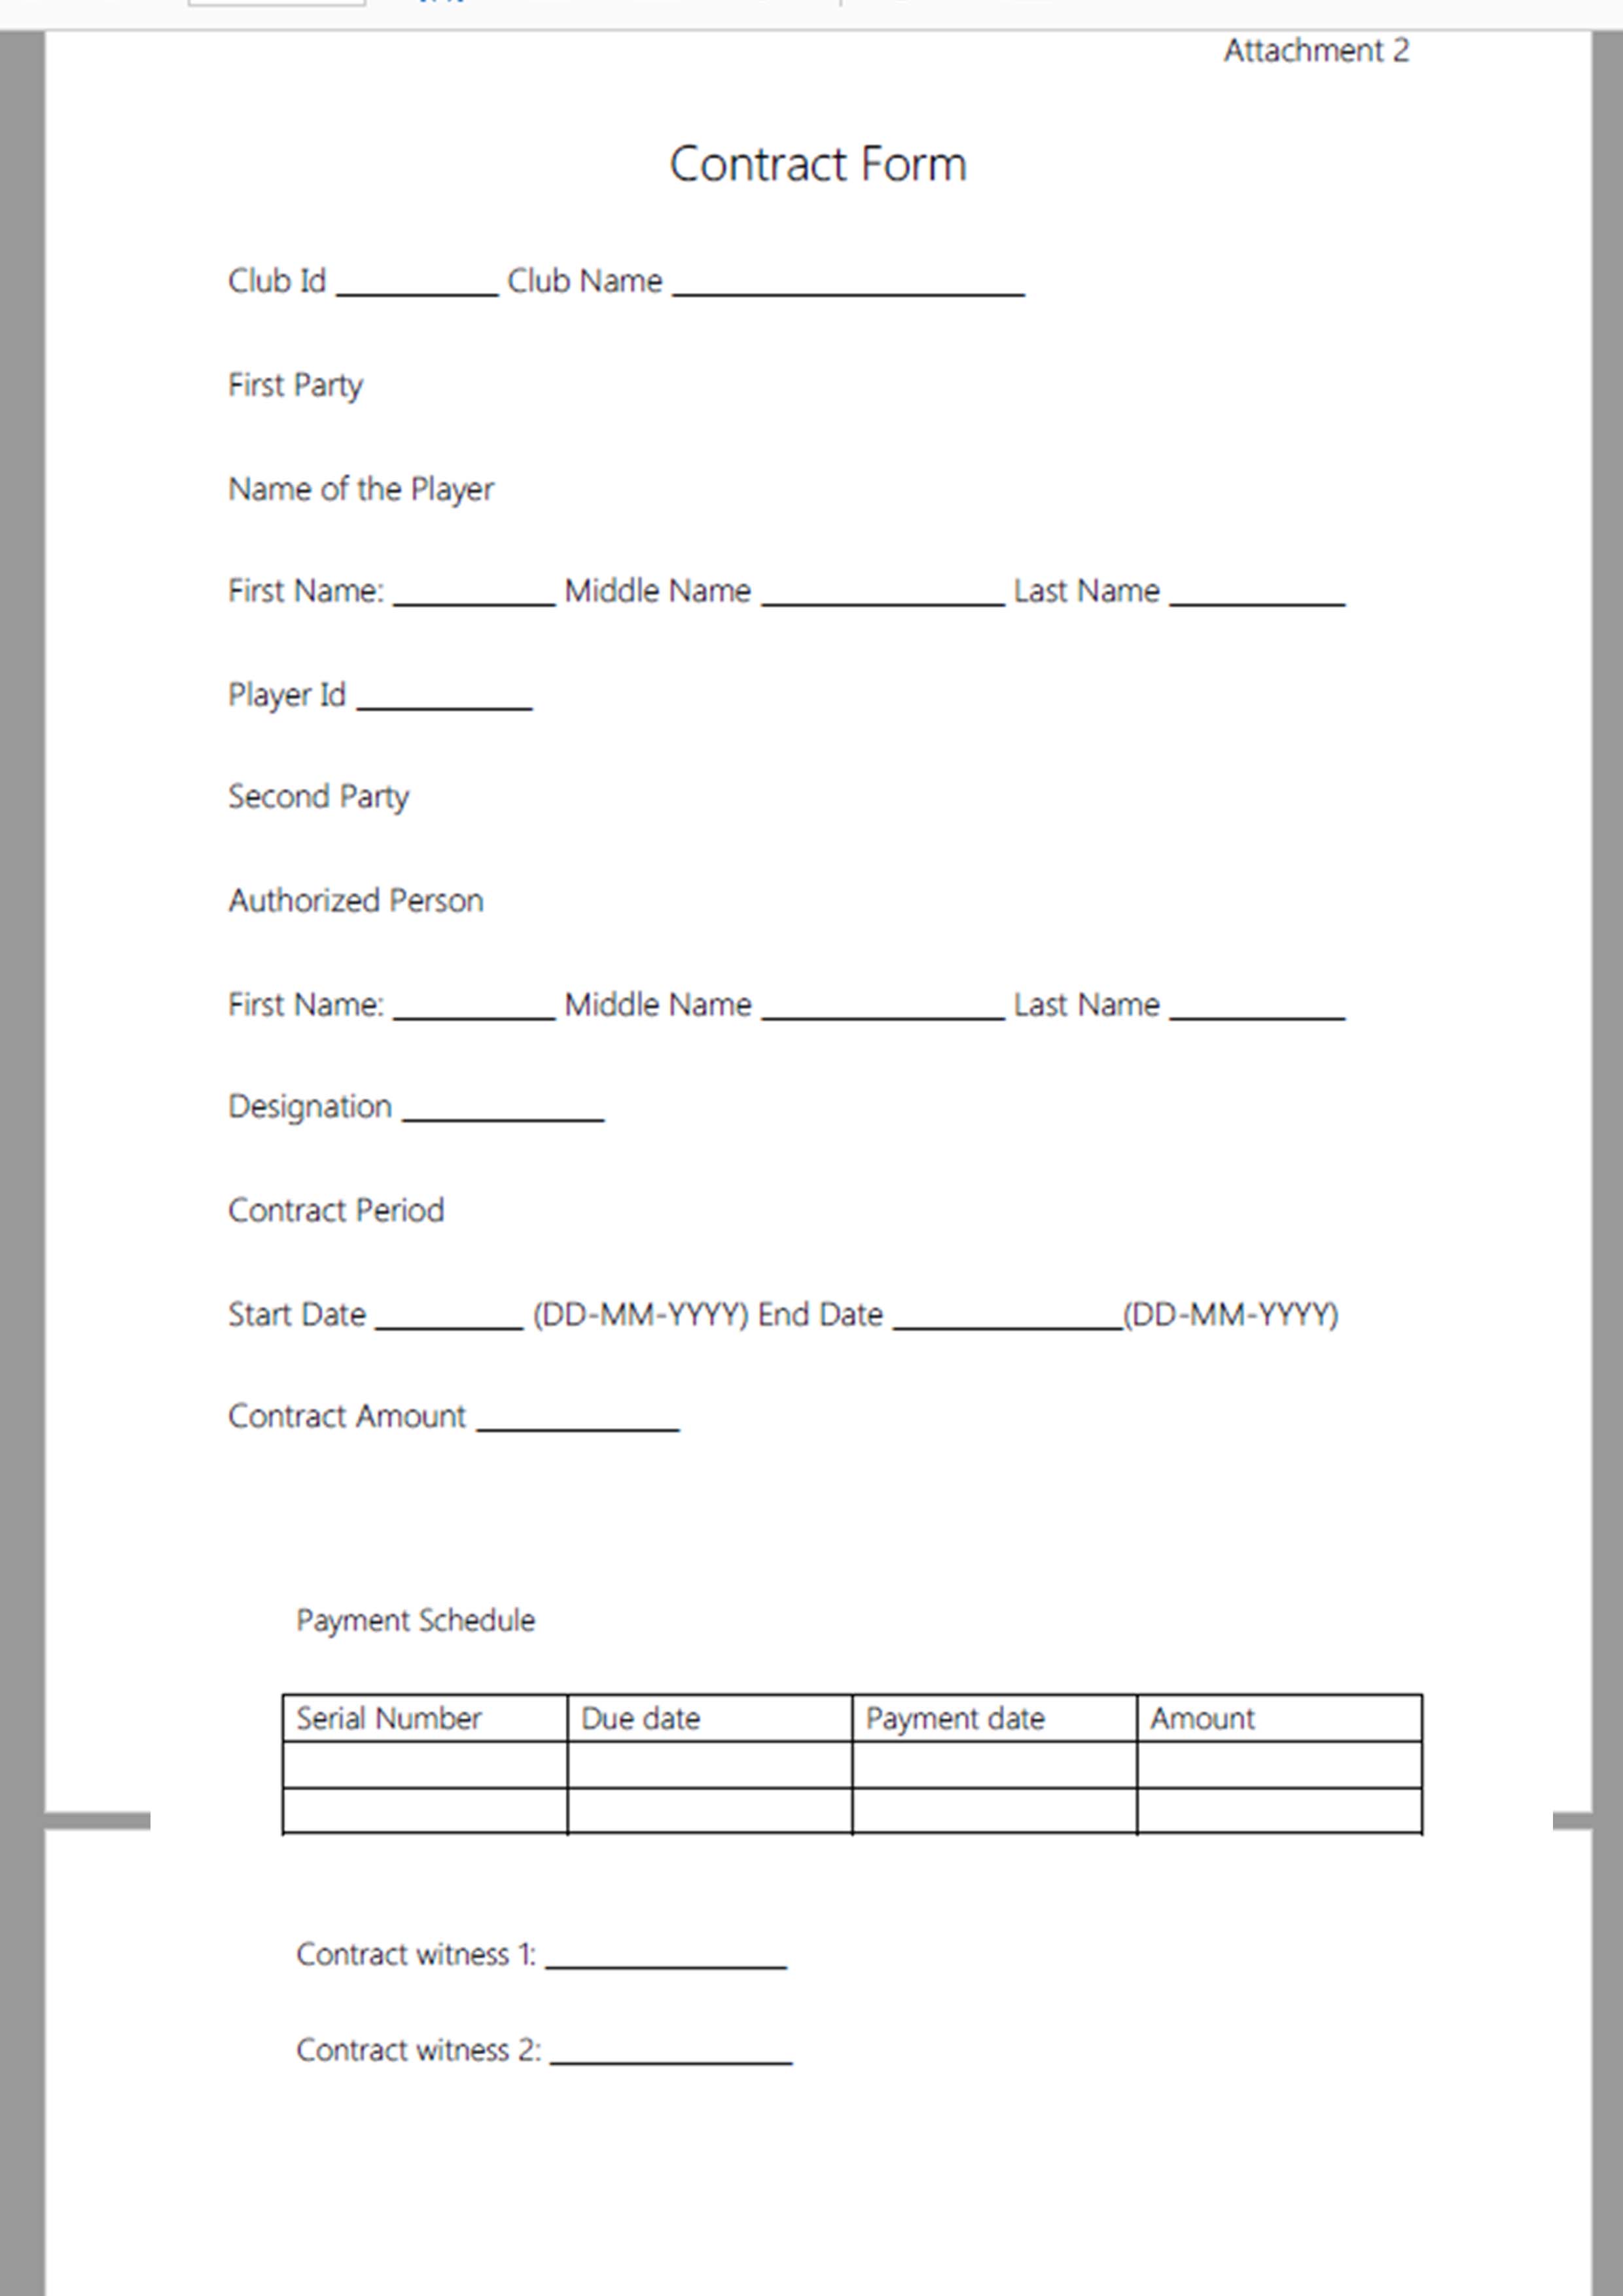 Attachment 2
Contract Form
Club Id __________ Club Name ______________________
First Party
Name of the Player
First Name: __________ Middle Name _______________ Last Name ___________
Player Id ___________
Second Party
Authorized Person
First Name: __________ Middle Name _______________ Last Name ___________
Designation ____________
Contract Period
Start Date _________ (DD-MM-YYYY) End Date ______________(DD-MM-YYYY)
Contract Amount ____________
Payment Schedule
Serial Number Due date Payment date Amount
Contract witness 1: _______________
Contract witness 2: _______________